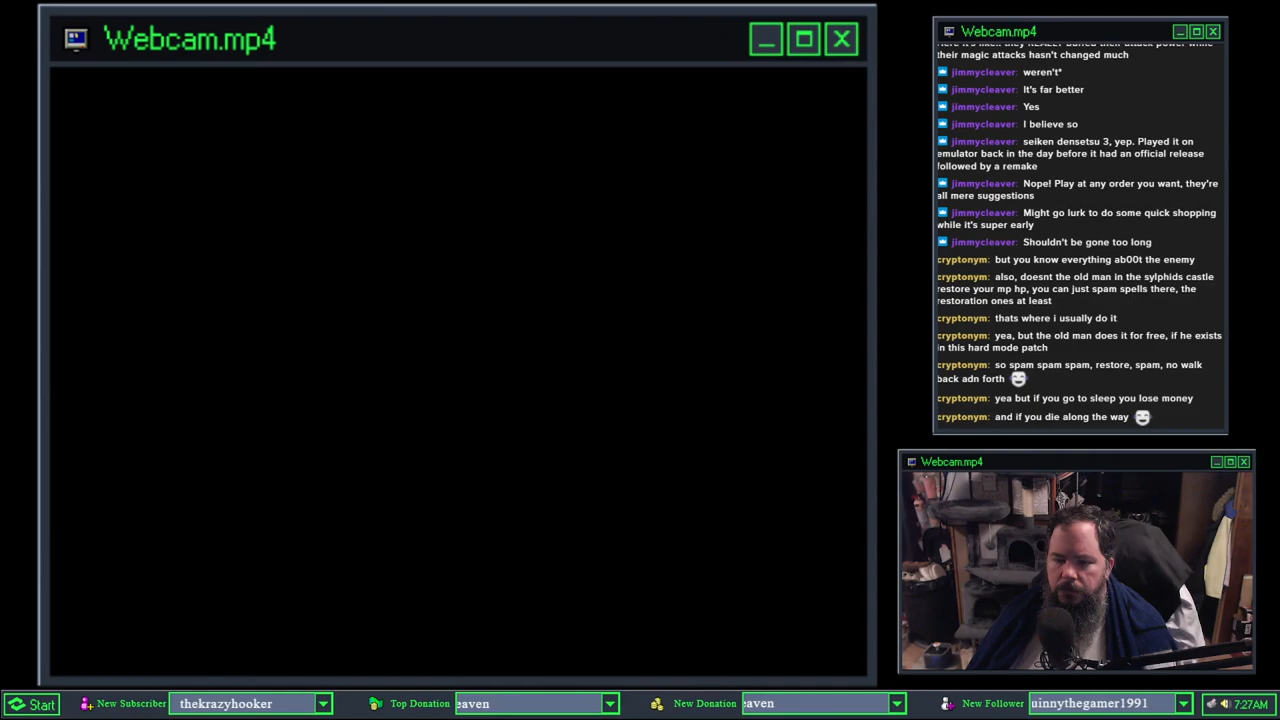 Webcam.mp4
Webcam.mp4
their magic attacks hasn't changed much
jimmycleaver: weren't*
jimmycleaver: It's far better
jimmycleaver: Yes
jimmycleaver: I believe so
jimmycleaver: seiken densetsu 3, yep. Played it on
emulator back in the day before it had an official release
followed by a remake
jimmycleaver: Nope! Play at any order you want, they're
all mere suggestions
jimmycleaver: Might go lurk to do some quick shopping
while it's super early
jimmycleaver: Shouldn't be gone too long
cryptonym: but you know everything ab00t the enemy
cryptonym: also, doesnt the old man in the sylphids castle
restore your mp hp, you can just spam spells there, the
restoration ones at least
cryptonym: thats where i usually do it
cryptonym: yea, but the old man does it for free, if he exists
in this hard mode patch
cryptonym: so spam spam spam, restore, spam, no walk
back adn forth
cryptonym: yea but if you go to sleep you lose money
cryptonym: and if you die along the way
Webcam.mp4
Start
New Subscriber thekrazyhooker
Top Donation eaven
New Donation eaven
New Follower uinnythegamer1991
7:27AM